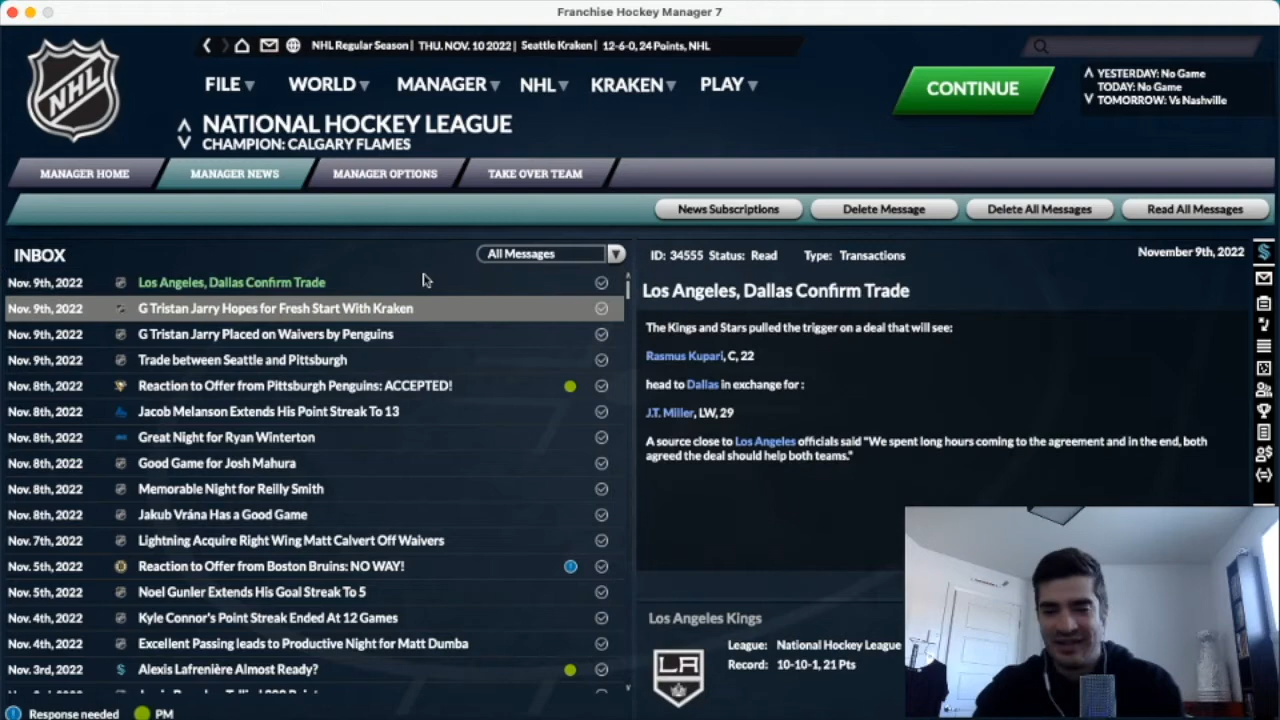 Franchise Hockey Manager 7
NHL Regular Season | THU. NOV. 10 2022 | Seattle Kraken | 12-6-0, 24 Points, NHL
FILE WORLD MANAGER NHL KRAKEN PLAY
CONTINUE
YESTERDAY: No Game
TODAY: No Game
TOMORROW: Vs Nashville
NHL
NATIONAL HOCKEY LEAGUE
CHAMPION: CALGARY FLAMES
MANAGER HOME MANAGER NEWS MANAGER OPTIONS TAKE OVER TEAM
News Subscriptions Delete Message Delete All Messages Read All Messages
INBOX All Messages
Nov. 9th, 2022 Los Angeles, Dallas Confirm Trade
Nov. 9th, 2022 G Tristan Jarry Hopes for Fresh Start With Kraken
Nov. 9th, 2022 G Tristan Jarry Placed on Waivers by Penguins
Nov. 9th, 2022 Trade between Seattle and Pittsburgh
Nov. 8th, 2022 Reaction to Offer from Pittsburgh Penguins: ACCEPTED!
Nov. 8th, 2022 Jacob Melanson Extends His Point Streak To 13
Nov. 8th, 2022 Great Night for Ryan Winterton
Nov. 8th, 2022 Good Game for Josh Mahura
Nov. 8th, 2022 Memorable Night for Reilly Smith
Nov. 8th, 2022 Jakub Vrána Has a Good Game
Nov. 7th, 2022 Lightning Acquire Right Wing Matt Calvert Off Waivers
Nov. 5th, 2022 Reaction to Offer from Boston Bruins: NO WAY!
Nov. 5th, 2022 Noel Gunler Extends His Goal Streak To 5
Nov. 4th, 2022 Kyle Connor's Point Streak Ended At 12 Games
Nov. 4th, 2022 Excellent Passing leads to Productive Night for Matt Dumba
Nov. 3rd, 2022 $ Alexis Lafrenière Almost Ready?
Response needed PM
ID: 34555 Status: Read Type: Transactions November 9th, 2022
Los Angeles, Dallas Confirm Trade
The Kings and Stars pulled the trigger on a deal that will see:
Rasmus Kupari, C, 22
head to Dallas in exchange for :
J.T. Miller, LW, 29
A source close to Los Angeles officials said "We spent long hours coming to the agreement and in the end, both
agreed the deal should help both teams."
Los Angeles Kings
LA
League: National Hockey League
Record: 10-10-1, 21 Pts